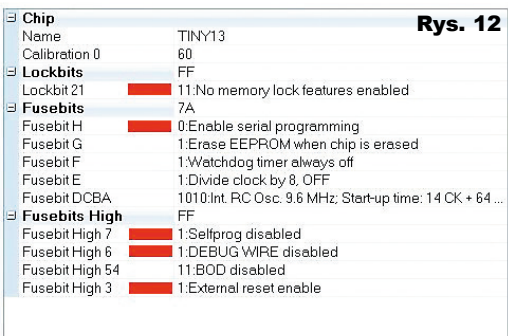 Rys. 12
Chip
Name TINY13
Calibration 0 60
Lockbits FF
Lockbit 21 11:No memory lock features enabled
Fusebits 7A
Fusebit H 0:Enable serial programming
Fusebit G 1:Erase EEPROM when chip is erased
Fusebit F 1:Watchdog timer always off
Fusebit E 1:Divide clock by 8, OFF
Fusebit DCBA 1010:Int. RC Osc. 9.6 MHz; Start-up time: 14 CK + 64 ...
Fusebits High FF
Fusebit High 7 1:Selfprog disabled
Fusebit High 6 1:DEBUG WIRE disabled
Fusebit High 54 11:BOD disabled
Fusebit High 3 1:External reset enable